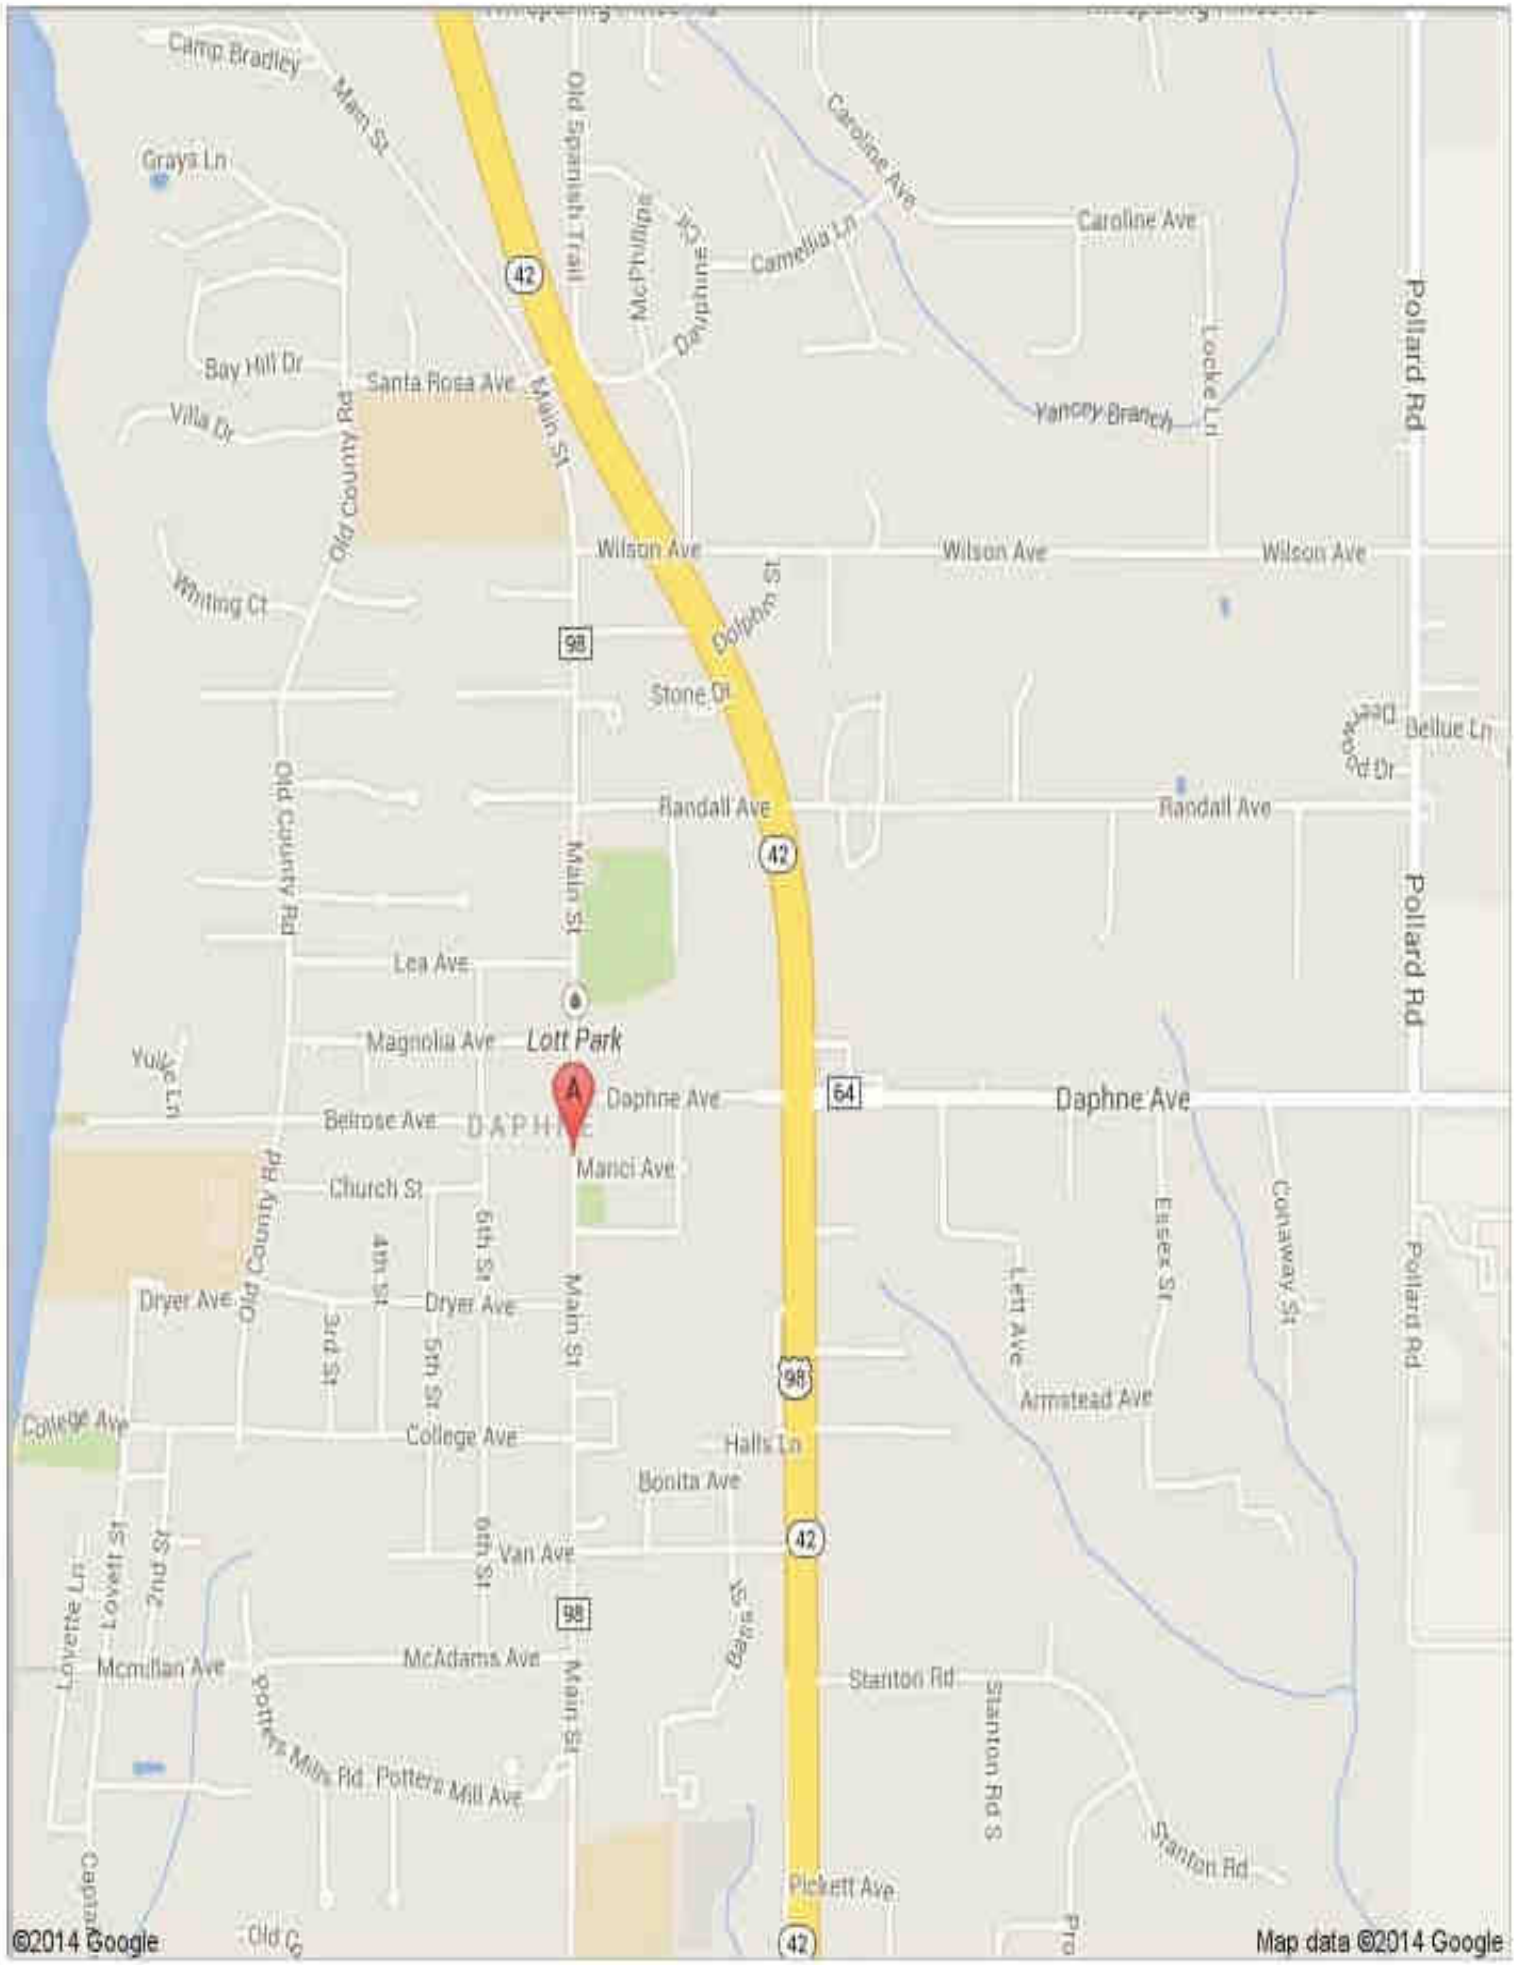 Camp Bradley
Main St
Old Spanish Trail
Caroline Ave
Grays Ln
McPhillips
Daphne Cir
Camellia Ln
Caroline Ave
42
Pollard Rd
Bay Hill Dr
Santa Rosa Ave
Main St
Locke Ln
Villa Dr
Old County Rd
Yancey Branch
Wilson Ave
Wilson Ave
Wilson Ave
Whiting Ct
Dolphin St
98
Stone Dr
Deerwood Dr
Bellue Ln
Old County Rd
Randall Ave
Randall Ave
42
Main St
Pollard Rd
Lea Ave
Magnolia Ave
Lott Park
A
Daphne Ave
64
Daphne Ave
Belrose Ave
DAPHNE
Manci Ave
Church St
Old County Rd
6th St
4th St
Essex St
Conaway St
Pollard Rd
Dryer Ave
Dryer Ave
3rd St
5th St
Main St
Lett Ave
98
Armstead Ave
College Ave
College Ave
Halls Ln
Bonita Ave
42
Van Ave
6th St
Lovette Ln
Lovett St
2nd St
98
Mcmillan Ave
McAdams Ave
Main St
Stanton Rd
Stanton Rd S
Potters Mills Rd
Potters Mill Ave
Stanton Rd
Pickett Ave
Captai
Old Co
Pro
42
©2014 Google
Map data ©2014 Google